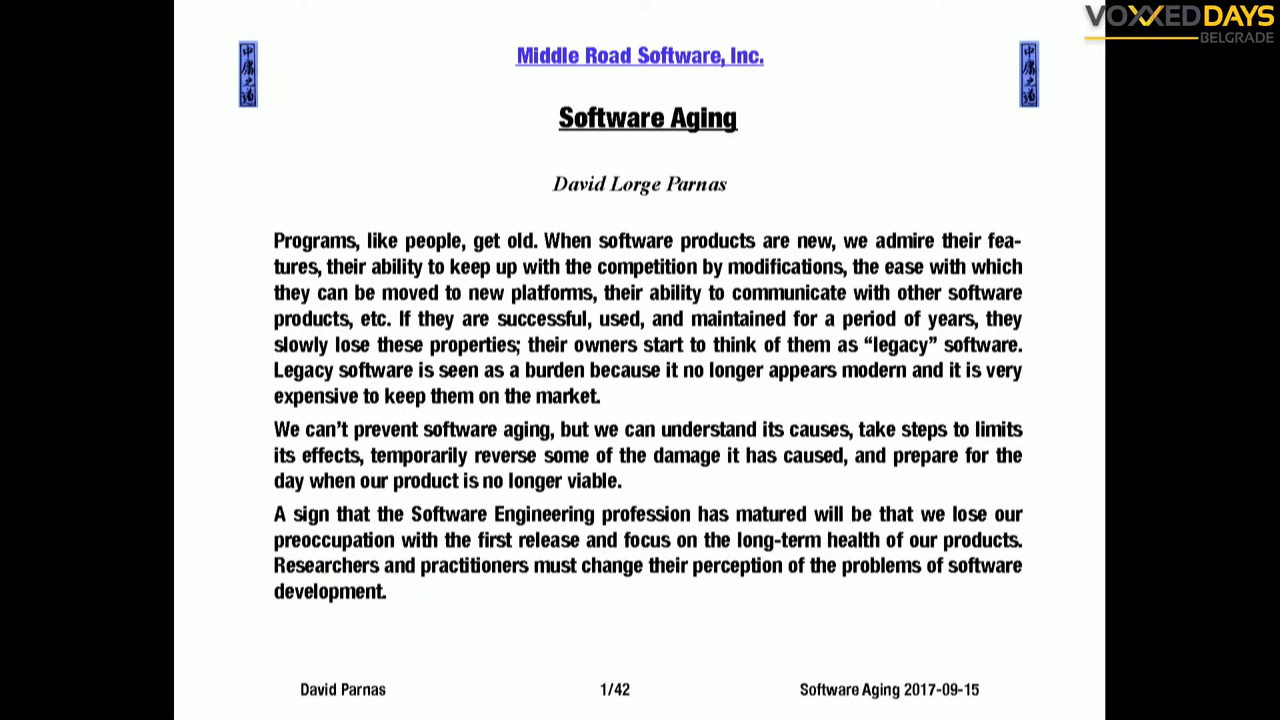 VOXXED DAYS
BELGRADE
Middle Road Software, Inc.
中庸之道
中庸之道
Software Aging
David Lorge Parnas
Programs, like people, get old. When software products are new, we admire their fea-
tures, their ability to keep up with the competition by modifications, the ease with which
they can be moved to new platforms, their ability to communicate with other software
products, etc. If they are successful, used, and maintained for a period of years, they
slowly lose these properties; their owners start to think of them as “legacy” software.
Legacy software is seen as a burden because it no longer appears modern and it is very
expensive to keep them on the market.
We can’t prevent software aging, but we can understand its causes, take steps to limits
its effects, temporarily reverse some of the damage it has caused, and prepare for the
day when our product is no longer viable.
A sign that the Software Engineering profession has matured will be that we lose our
preoccupation with the first release and focus on the long-term health of our products.
Researchers and practitioners must change their perception of the problems of software
development.
David Parnas 1/42 Software Aging 2017-09-15